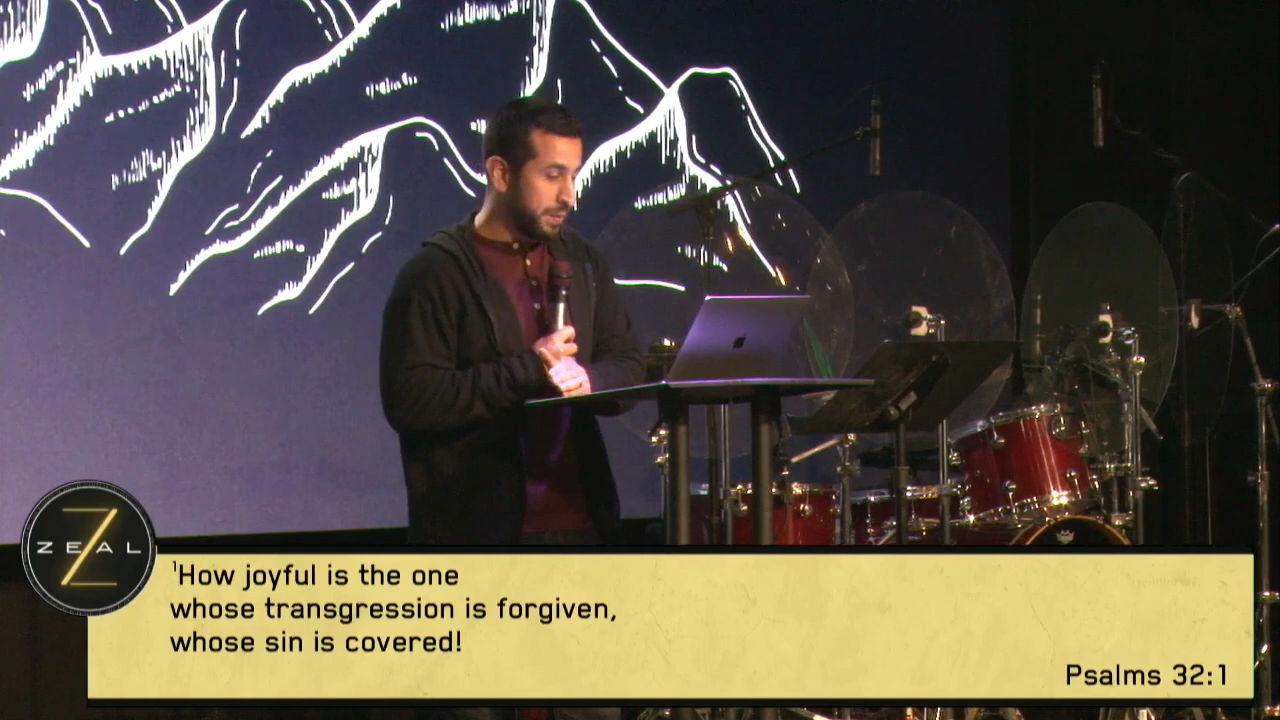 ZEAL
¹How joyful is the one
whose transgression is forgiven,
whose sin is covered!
Psalms 32:1